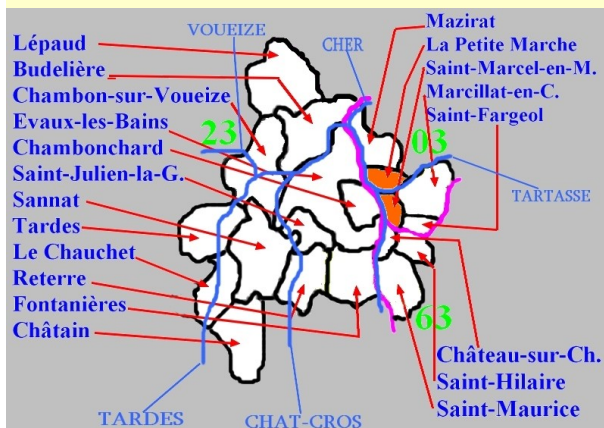 VOUEIZE
CHER
Lépaud
Budelière
Chambon-sur-Voueize
Evaux-les-Bains
Chambonchard
Saint-Julien-la-G.
Sannat
Tardes
Le Chauchet
Reterre
Fontanières
Châtain
23
03
63
Mazirat
La Petite Marche
Saint-Marcel-en-M.
Marcillat-en-C.
Saint-Fargeol
TARTASSE
Château-sur-Ch.
Saint-Hilaire
Saint-Maurice
TARDES
CHAT-CROS